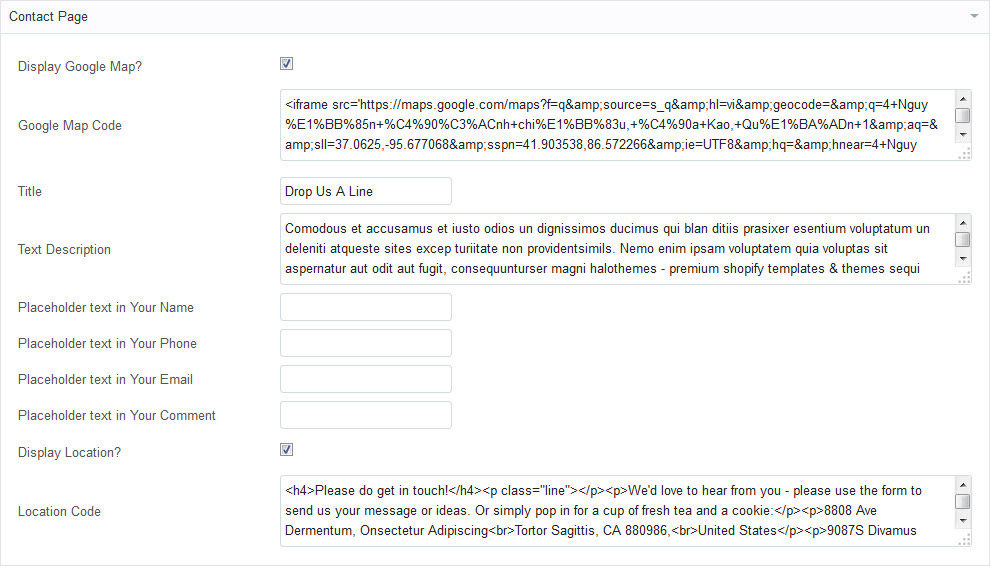 Contact Page
Display Google Map?
Google Map Code
<iframe src='https://maps.google.com/maps?f=q&amp;source=s_q&amp;hl=vi&amp;geocode=&amp;q=4+Nguy
%E1%BB%85n+%C4%90%C3%ACnh+chi%E1%BB%83u,+%C4%90a+Kao,+Qu%E1%BA%ADn+1&amp;aq=&
amp;sll=37.0625,-95.677068&amp;sspn=41.903538,86.572266&amp;ie=UTF8&amp;hq=&amp;hnear=4+Nguy
Title
Drop Us A Line
Text Description
Comodous et accusamus et iusto odios un dignissimos ducimus qui blan ditiis prasixer esentium voluptatum un
deleniti atqueste sites excep turiitate non providentsimils. Nemo enim ipsam voluptatem quia voluptas sit
aspernatur aut odit aut fugit, consequunturser magni halothemes - premium shopify templates & themes sequi
Placeholder text in Your Name
Placeholder text in Your Phone
Placeholder text in Your Email
Placeholder text in Your Comment
Display Location?
Location Code
<h4>Please do get in touch!</h4><p class="line"></p><p>We'd love to hear from you - please use the form to
send us your message or ideas. Or simply pop in for a cup of fresh tea and a cookie:</p><p>8808 Ave
Dermentum, Onsectetur Adipiscing<br>Tortor Sagittis, CA 880986,<br>United States</p><p>9087S Divamus